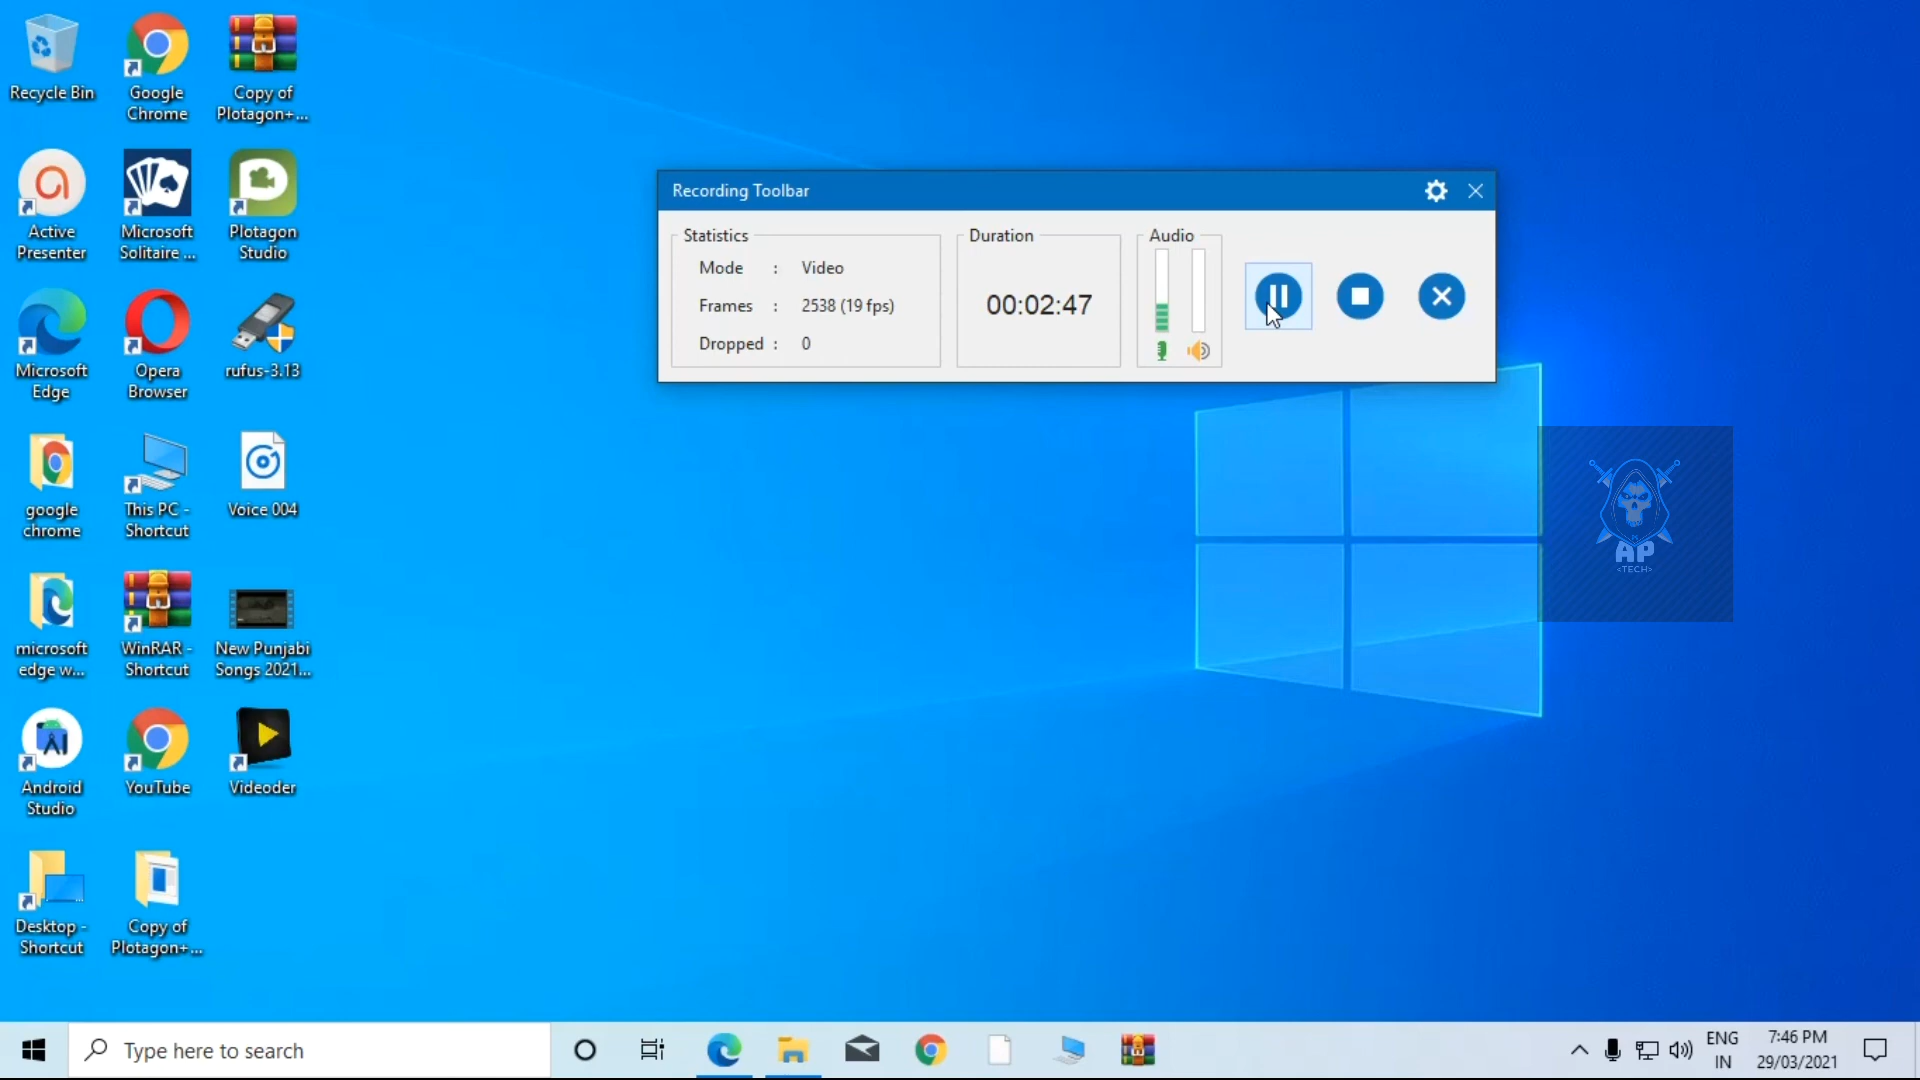 Recycle Bin
Google
Chrome
Copy of
Plotagon+...
Active
Presenter
Microsoft
Solitaire ...
Plotagon
Studio
Microsoft
Edge
Opera
Browser
rufus-3.13
google
chrome
This PC -
Shortcut
Voice 004
microsoft
edge w...
WinRAR -
Shortcut
New Punjabi
Songs 2021...
Android
Studio
YouTube
Videoder
Desktop -
Shortcut
Copy of
Plotagon+...
Recording Toolbar
Statistics
Mode : Video
Frames : 2538 (19 fps)
Dropped : 0
Duration
00:02:47
Audio
AP
<TECH>
Type here to search
ENG
IN
7:46 PM
29/03/2021